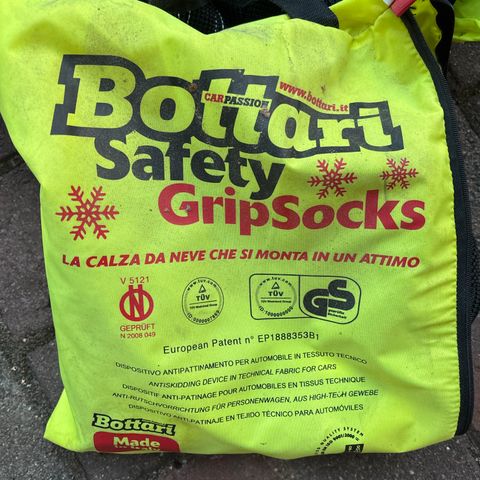 Bottari
CARPASSION
www.bottari.it
Safety
GripSocks
LA CALZA DA NEVE CHE SI MONTA IN UN ATTIMO
V 5121
GEPRÜFT
N 2008 049
TÜV
TÜV
GS
geprüfte
Sicherheit
European Patent n° EP1888353B1
DISPOSITIVO ANTIPATTINAMENTO PER AUTOMOBILE IN TESSUTO TECNICO
ANTISKIDDING DEVICE IN TECHNICAL FABRIC FOR CARS
DISPOSITIF ANTI-PATINAGE POUR AUTOMOBILES EN TISSUS TECHNIQUE
ANTI-RUTSCHVORRICHTUNG FÜR PERSONENWAGEN, AUS HIGH-TECH GEWEBE
DISPOSITIVO ANTI-PATINAJE EN TEJIDO TÉCNICO PARA AUTOMÓVILES
Bottari
Made